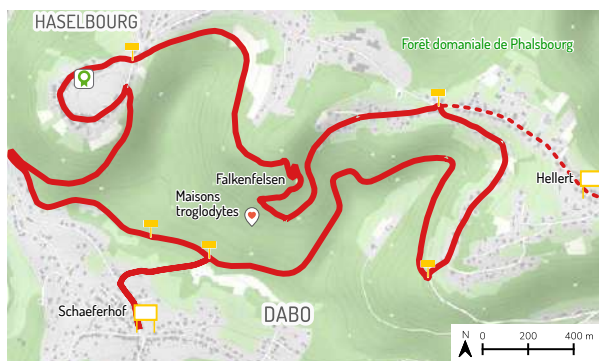 HASELBOURG
Forêt domaniale de Phalsbourg
Falkenfelsen
Hellert
Maisons
troglodytes
Schaeferhof
DABO
N
0 200 400 m